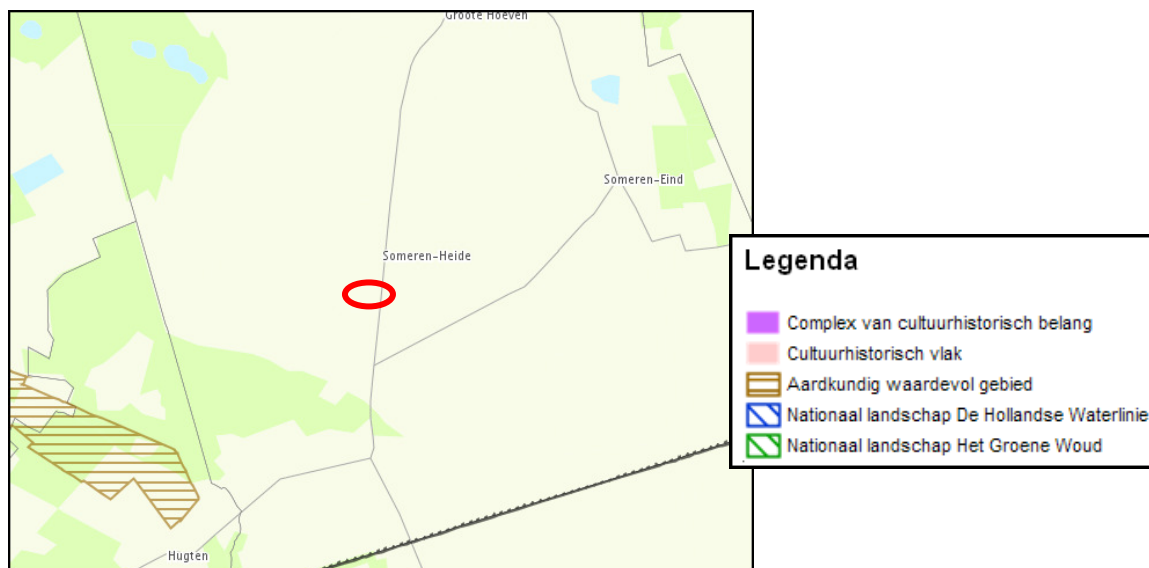 Groote Hoeven
Someren-Eind
Someren-Heide
Hugten
Legenda
Complex van cultuurhistorisch belang
Cultuurhistorisch vlak
Aardkundig waardevol gebied
Nationaal landschap De Hollandse Waterlinie
Nationaal landschap Het Groene Woud